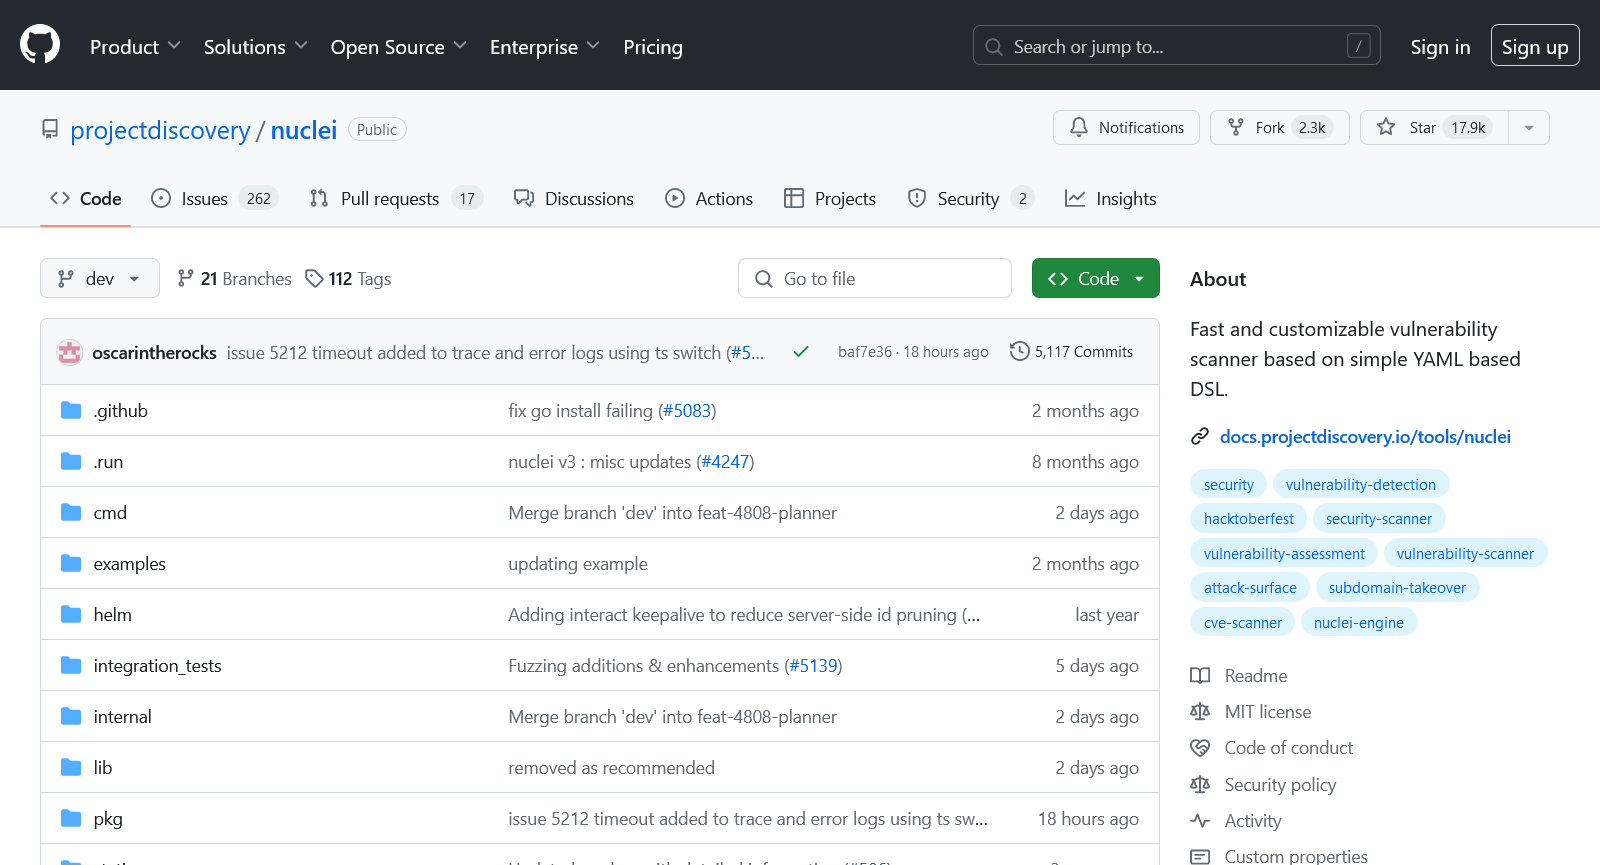 Product Solutions Open Source Enterprise Pricing Search or jump to... / Sign in Sign up
projectdiscovery / nuclei Public Notifications Fork 2.3k Star 17.9k
Code Issues 262 Pull requests 17 Discussions Actions Projects Security 2 Insights
dev 21 Branches 112 Tags Go to file Code
oscarintherocks issue 5212 timeout added to trace and error logs using ts switch (#5... baf7e36 · 18 hours ago 5,117 Commits
.github fix go install failing (#5083) 2 months ago
.run nuclei v3 : misc updates (#4247) 8 months ago
cmd Merge branch 'dev' into feat-4808-planner 2 days ago
examples updating example 2 months ago
helm Adding interact keepalive to reduce server-side id pruning (... last year
integration_tests Fuzzing additions & enhancements (#5139) 5 days ago
internal Merge branch 'dev' into feat-4808-planner 2 days ago
lib removed as recommended 2 days ago
pkg issue 5212 timeout added to trace and error logs using ts sw... 18 hours ago
About
Fast and customizable vulnerability
scanner based on simple YAML based
DSL.
docs.projectdiscovery.io/tools/nuclei
security vulnerability-detection
hacktoberfest security-scanner
vulnerability-assessment vulnerability-scanner
attack-surface subdomain-takeover
cve-scanner nuclei-engine
Readme
MIT license
Code of conduct
Security policy
Activity
Custom properties